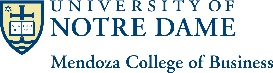 UNIVERSITY OF
NOTRE DAME
Mendoza College of Business